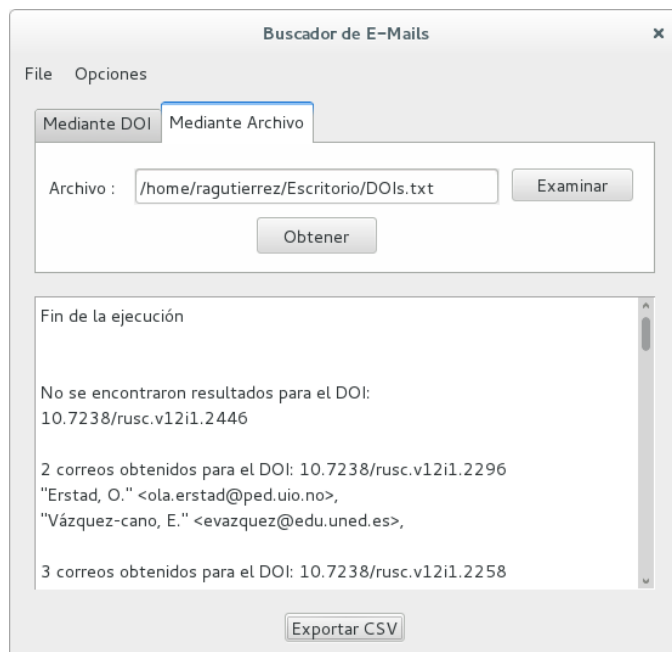 Buscador de E-Mails
File Opciones
Mediante DOI Mediante Archivo
Archivo : /home/ragutierrez/Escritorio/DOIs.txt Examinar
Obtener
Fin de la ejecución
No se encontraron resultados para el DOI:
10.7238/rusc.v12i1.2446
2 correos obtenidos para el DOI: 10.7238/rusc.v12i1.2296
"Erstad, O." <ola.erstad@ped.uio.no>,
"Vázquez-cano, E." <evazquez@edu.uned.es>,
3 correos obtenidos para el DOI: 10.7238/rusc.v12i1.2258
Exportar CSV